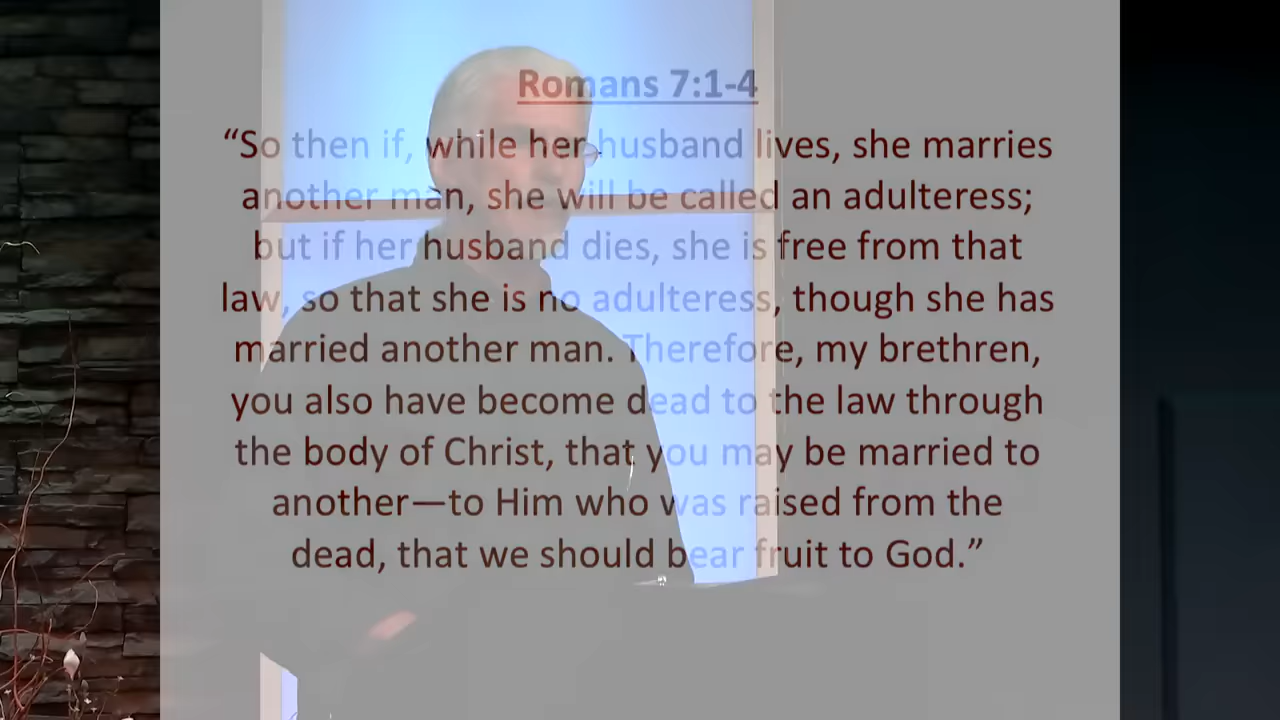 Romans 7:1-4
“So then if, while her husband lives, she marries
another man, she will be called an adulteress;
but if her husband dies, she is free from that
law, so that she is no adulteress, though she has
married another man. Therefore, my brethren,
you also have become dead to the law through
the body of Christ, that you may be married to
another—to Him who was raised from the
dead, that we should bear fruit to God.”